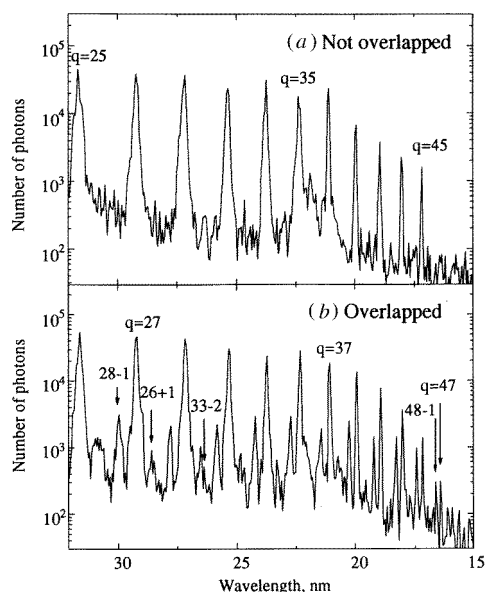 (a) Not overlapped
q=25
q=35
q=45
Number of photons
10^5
10^4
10^3
10^2
(b) Overlapped
q=27
28-1
26+1
33-2
q=37
q=47
48-1
Number of photons
10^5
10^4
10^3
10^2
30 25 20 15
Wavelength, nm